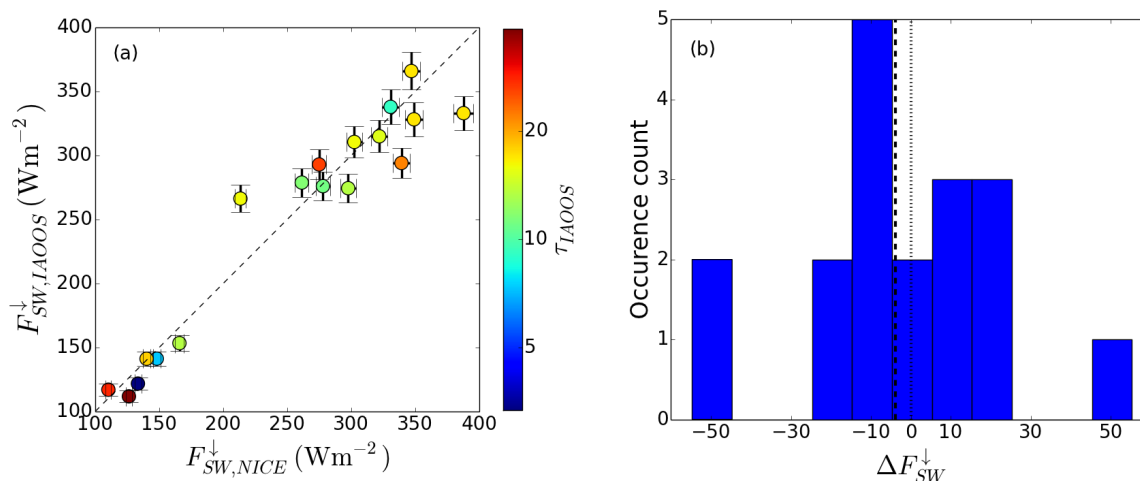 (a)
400
350
300
250
200
150
100
F↓SW,IAOOS (Wm−2)
100 150 200 250 300 350 400
F↓SW,NICE (Wm−2)
20
10
5
τIAOOS
(b)
5
4
3
2
1
0
Occurence count
−50 −30 −10 0 10 30 50
ΔF↓SW